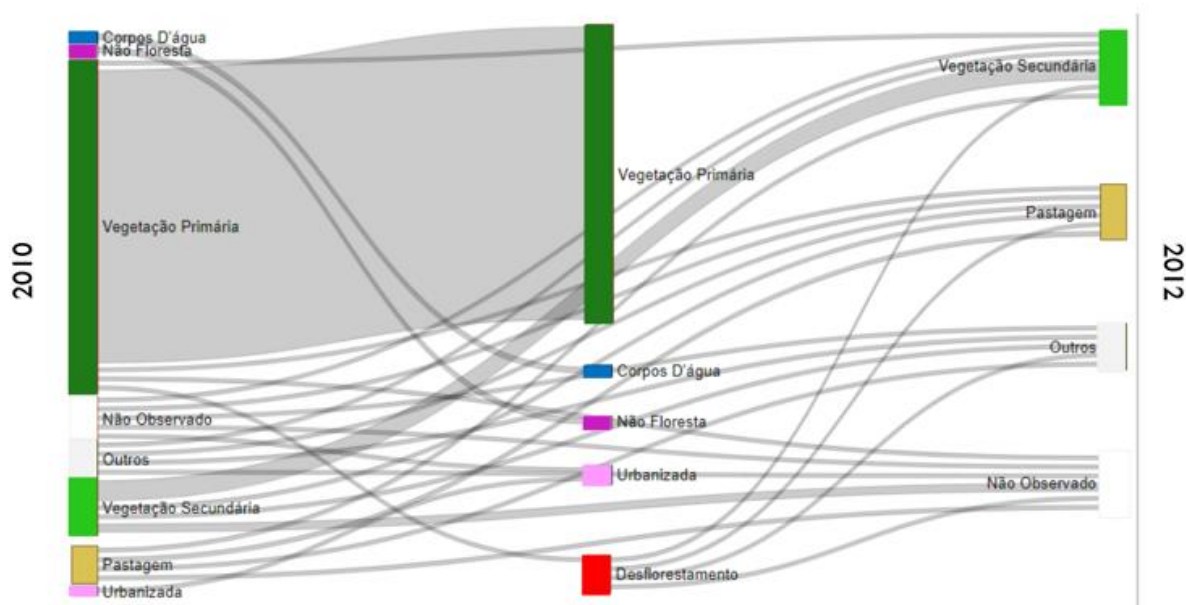 2010
Corpos D'água
Não Floresta
Vegetação Primária
Não Observado
Outros
Vegetação Secundária
Pastagem
Urbanizada
Vegetação Primária
Corpos D'água
Não Floresta
Urbanizada
Desflorestamento
Vegetação Secundária
Pastagem
Outros
Não Observado
2012